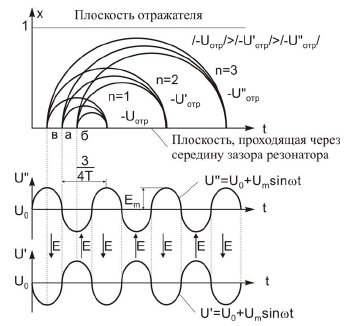 x
Плоскость отражателя
1
/-Uотр/>/-U'отр/>/-U"отр/
n=3
n=2
-U"отр
n=1
-U'отр
-Uотр
t
в а б
Плоскость, проходящая через
середину зазора резонатора
3
4T
U"
Em
U"=U0+Umsinωt
U0
t
E E E E E E E
U'
U0
t
U'=U0+Umsinωt